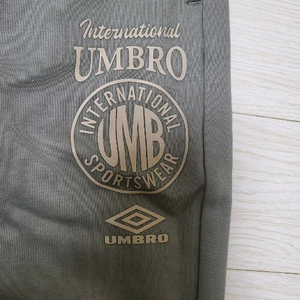 International
UMBRO
INTERNATIONAL
UMB
SPORTSWEAR
UMBRO